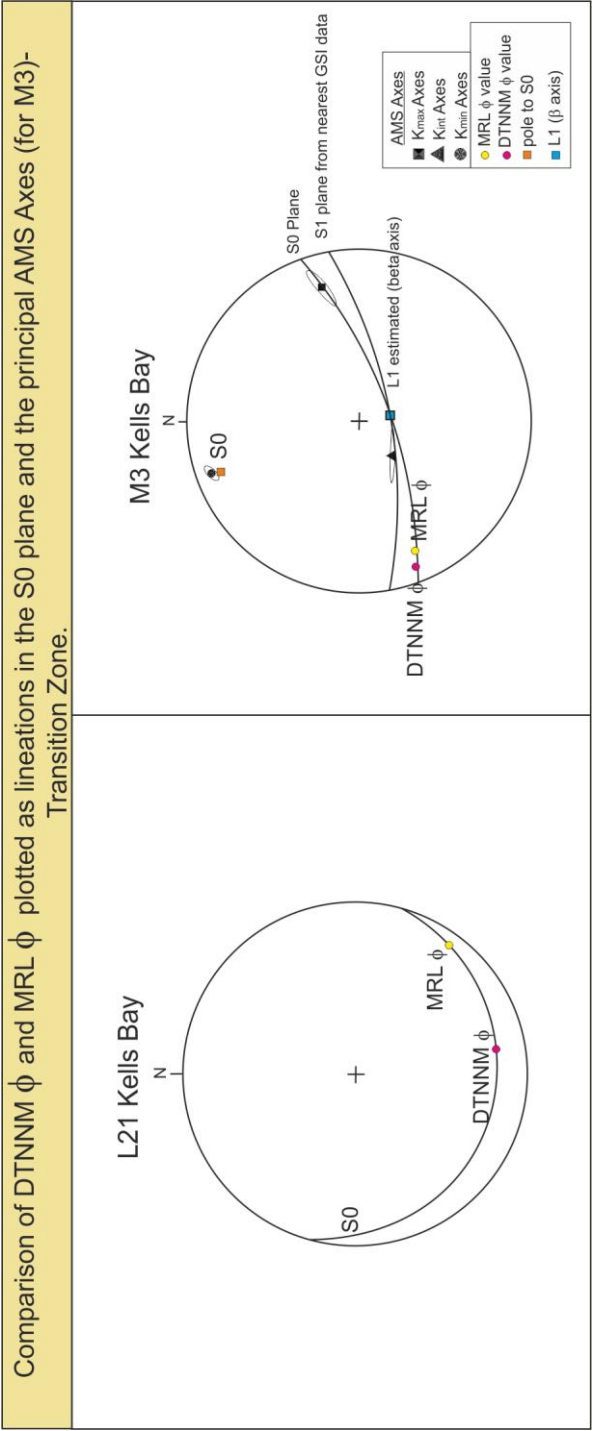 Comparison of DTNNM ϕ and MRL ϕ plotted as lineations in the S0 plane and the principal AMS Axes (for M3)-
Transition Zone.
L21 Kells Bay
N
S0
MRL ϕ
DTNNM ϕ
M3 Kells Bay
N
S0
S0 Plane
S1 plane from nearest GSI data
L1 estimated (beta axis)
MRL ϕ
DTNNM ϕ
AMS Axes
Kmax Axes
Kint Axes
Kmin Axes
MRL ϕ value
DTNNM ϕ value
pole to S0
L1 (β axis)